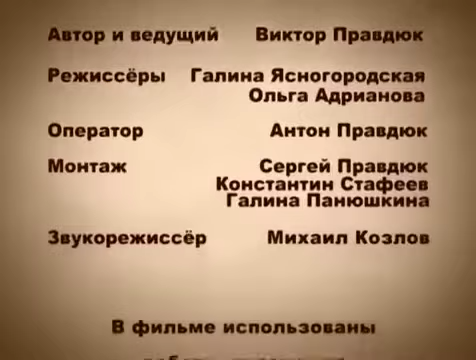 Автор и ведущий Виктор Правдюк
Режиссёры Галина Ясногородская
Ольга Адрианова
Оператор Антон Правдюк
Монтаж Сергей Правдюк
Константин Стафеев
Галина Панюшкина
Звукорежиссёр Михаил Козлов
В фильме использованы